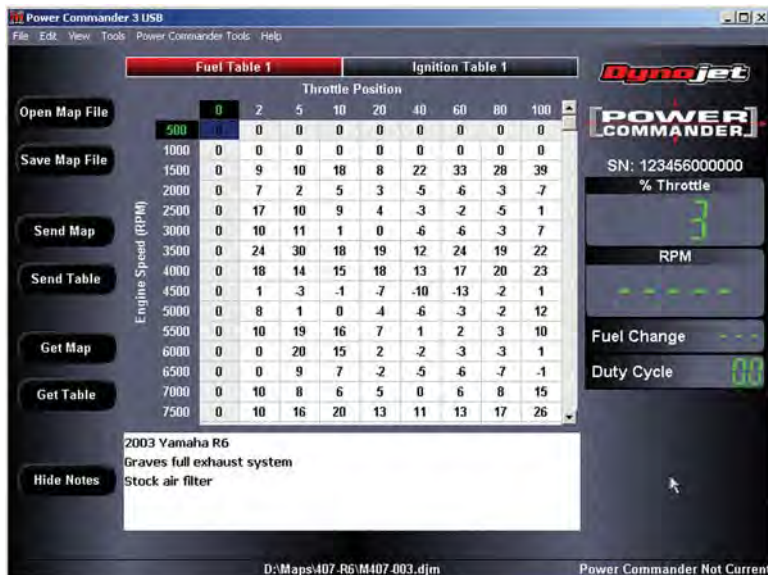 Power Commander 3 USB
File Edit View Tools Power Commander Tools Help
Fuel Table 1 Ignition Table 1
Throttle Position
0 2 5 10 20 40 60 80 100
Engine Speed (RPM)
500 0 0 0 0 0 0 0 0 0
1000 0 0 0 0 0 0 0 0 0
1500 0 9 10 18 8 22 33 28 39
2000 0 7 2 5 3 -5 -6 -3 -7
2500 0 17 10 9 4 -3 -2 -5 1
3000 0 10 11 1 0 -6 -6 -3 7
3500 0 24 30 18 19 12 24 19 22
4000 0 18 14 15 18 13 17 20 23
4500 0 1 -3 -1 -7 -10 -13 -2 1
5000 0 8 1 0 -4 -6 -3 -2 12
5500 0 10 19 16 7 1 2 3 10
6000 0 0 20 15 2 -2 -3 -3 1
6500 0 0 9 7 -2 -5 -6 -7 -1
7000 0 10 8 6 5 0 6 8 15
7500 0 10 16 20 13 11 13 17 26
Open Map File
Save Map File
Send Map
Send Table
Get Map
Get Table
Hide Notes
2003 Yamaha R6
Graves full exhaust system
Stock air filter
Dynojet
POWER
COMMANDER
SN: 123456000000
% Throttle
3
RPM
- - - - -
Fuel Change - - -
Duty Cycle 00
D:\Maps\407-R6\M407-003.djm
Power Commander Not Current